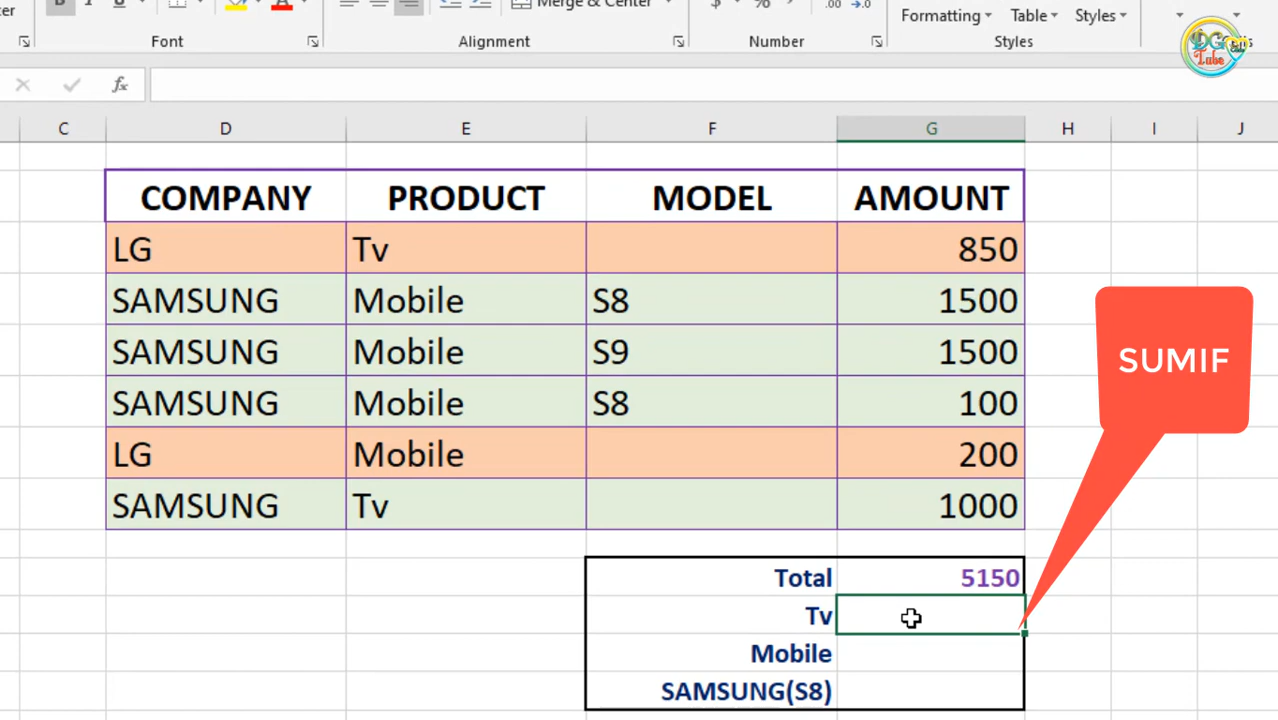 Merge & Center
$ %
Formatting Table Styles
Font Alignment Number Styles
DG Tube
fx
C D E F G H I J
COMPANY PRODUCT MODEL AMOUNT
LG Tv 850
SAMSUNG Mobile S8 1500
SAMSUNG Mobile S9 1500
SAMSUNG Mobile S8 100
LG Mobile 200
SAMSUNG Tv 1000
SUMIF
Total 5150
Tv
Mobile
SAMSUNG(S8)